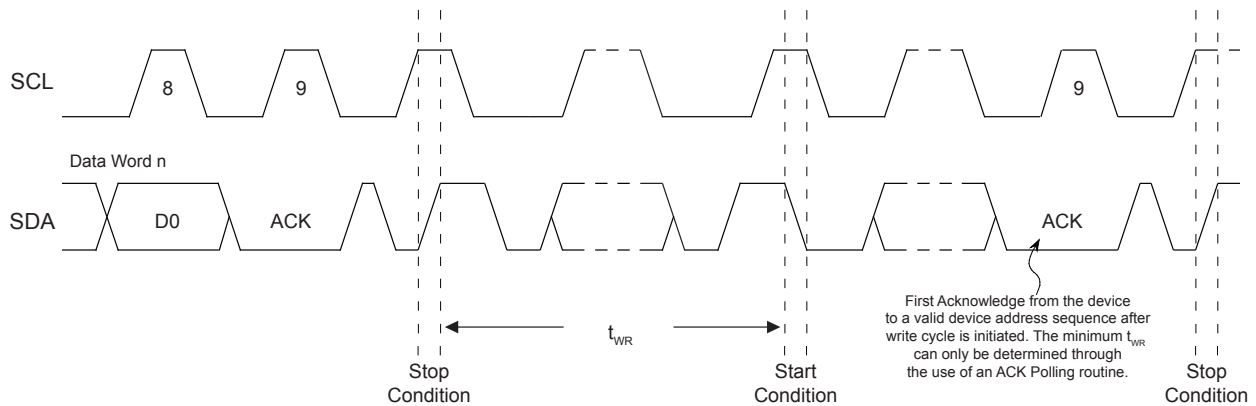 SCL
8
9
9
Data Word n
SDA
D0
ACK
ACK
First Acknowledge from the device
to a valid device address sequence after
write cycle is initiated. The minimum tWR
can only be determined through
the use of an ACK Polling routine.
tWR
Stop
Condition
Start
Condition
Stop
Condition